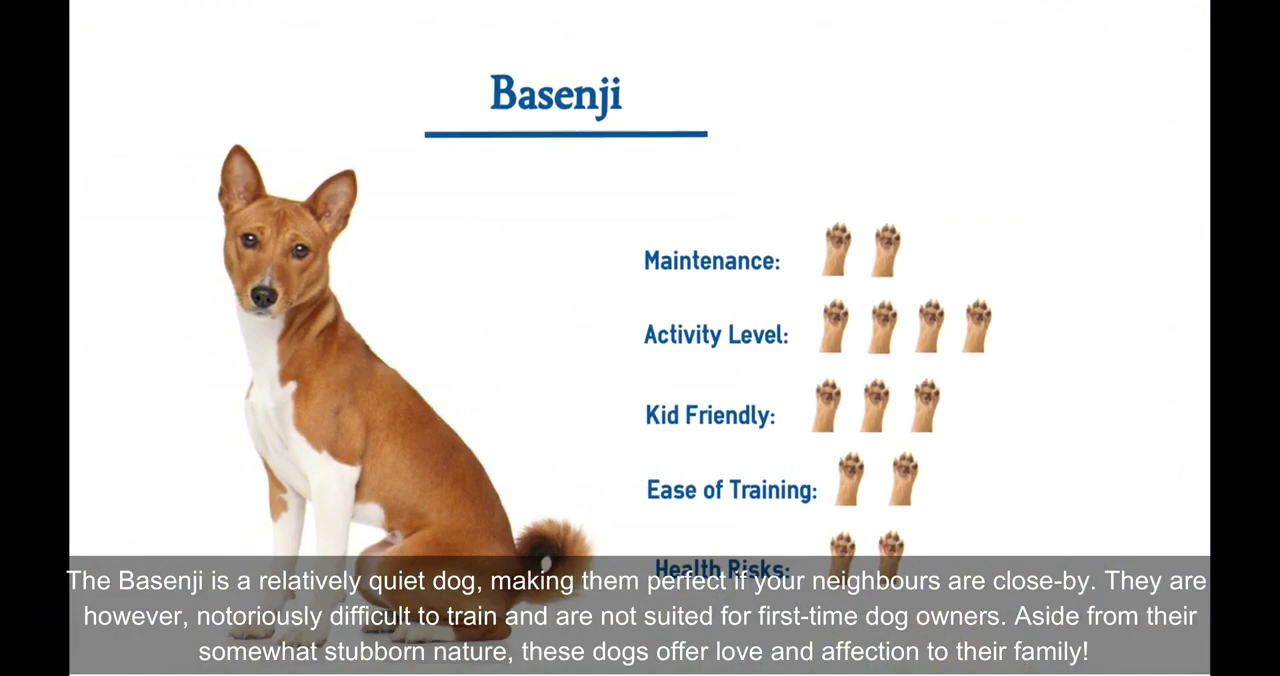 Basenji
Maintenance:
Activity Level:
Kid Friendly:
Ease of Training:
Health Risks:
The Basenji is a relatively quiet dog, making them perfect if your neighbours are close-by. They are
however, notoriously difficult to train and are not suited for first-time dog owners. Aside from their
somewhat stubborn nature, these dogs offer love and affection to their family!